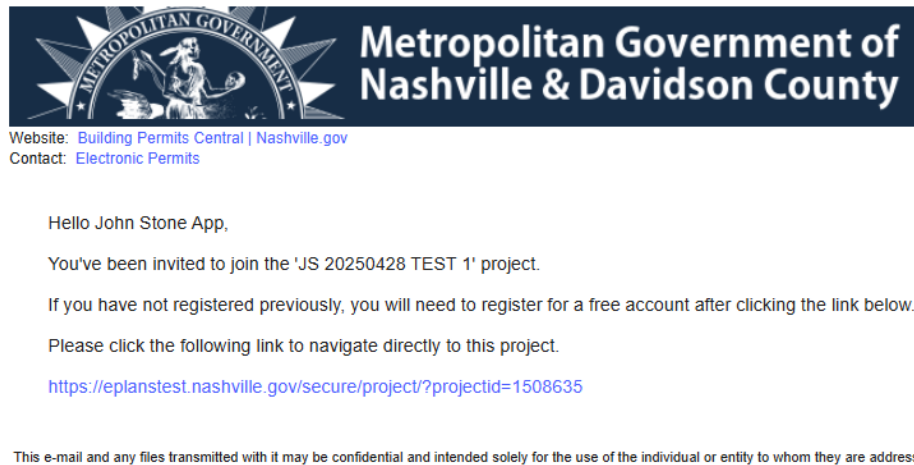 METROPOLITAN GOVERNMENT
Metropolitan Government of
Nashville & Davidson County
Website: Building Permits Central | Nashville.gov
Contact: Electronic Permits
Hello John Stone App,
You've been invited to join the 'JS 20250428 TEST 1' project.
If you have not registered previously, you will need to register for a free account after clicking the link below.
Please click the following link to navigate directly to this project.
https://eplanstest.nashville.gov/secure/project/?projectid=1508635
This e-mail and any files transmitted with it may be confidential and intended solely for the use of the individual or entity to whom they are address